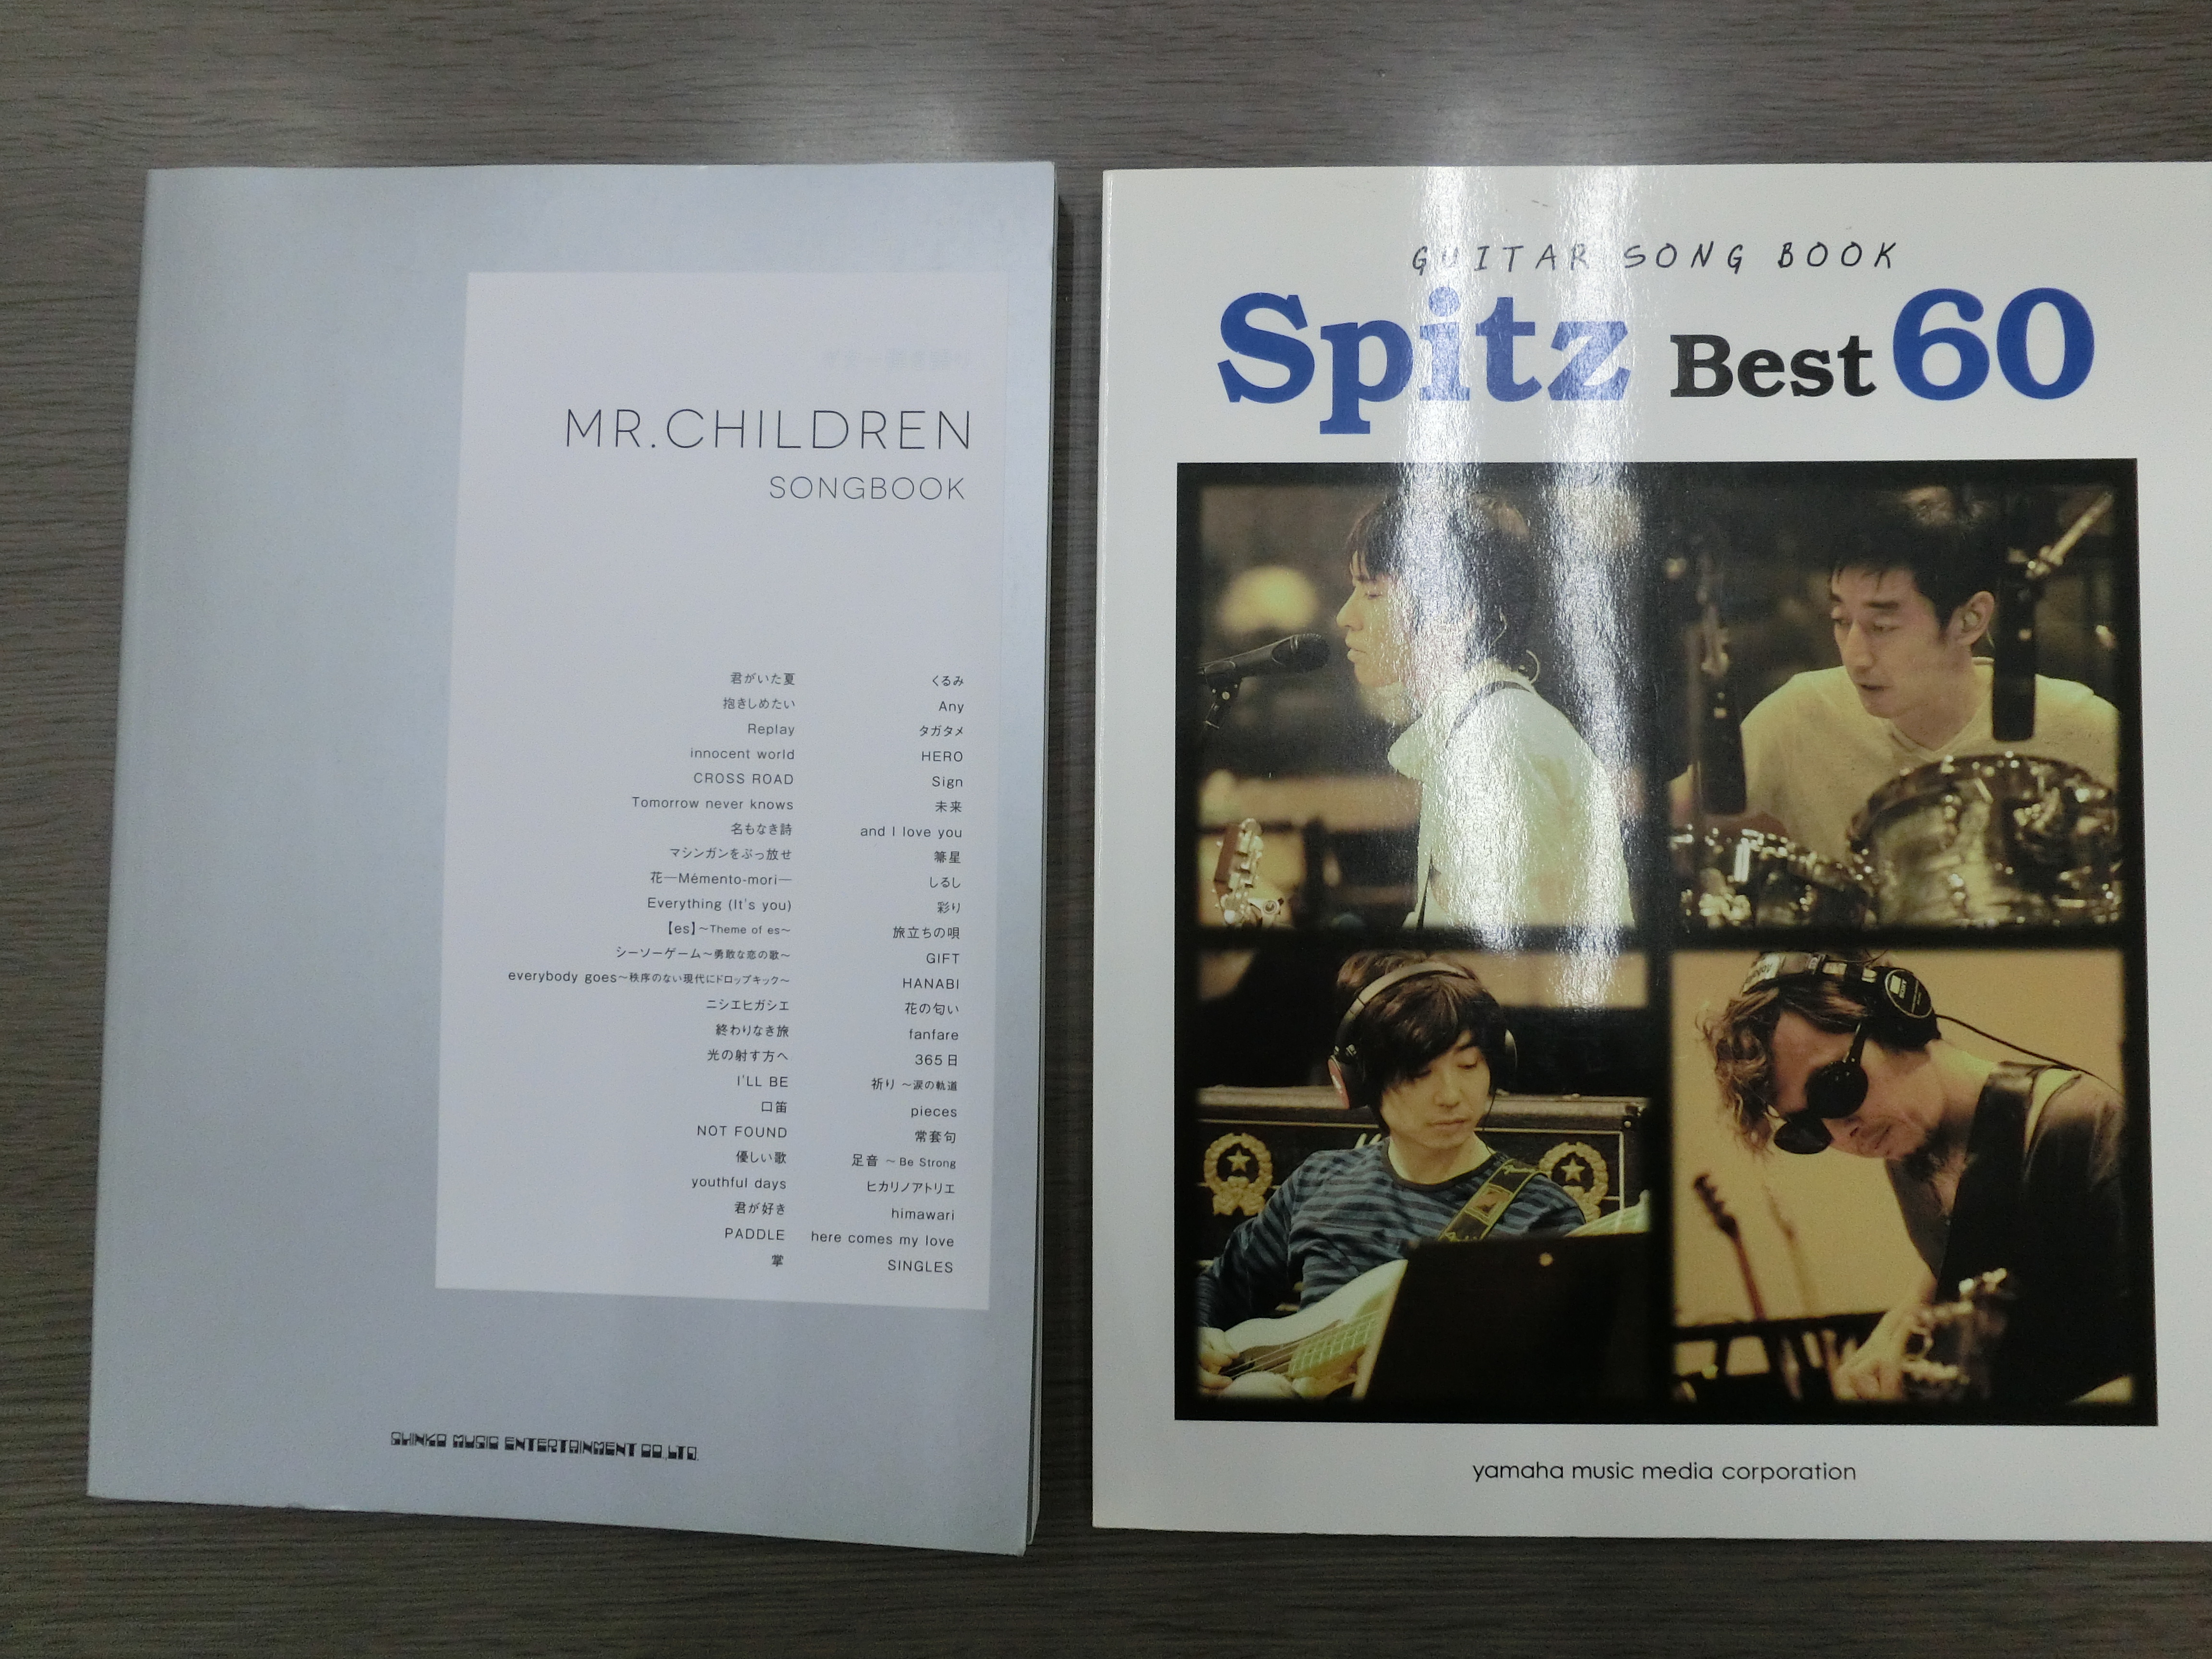 MR.CHILDREN
SONGBOOK
君がいた夏
抱きしめたい
Replay
innocent world
CROSS ROAD
Tomorrow never knows
名もなき詩
マシンガンをぶっ放せ
花―Mémento-mori―
Everything (It's you)
【es】~Theme of es~
シーソーゲーム~勇敢な恋の歌~
everybody goes~秩序のない現代にドロップキック~
ニシエヒガシエ
終わりなき旅
光の射す方へ
I'LL BE
口笛
NOT FOUND
優しい歌
youthful days
君が好き
PADDLE
掌
くるみ
Any
タガタメ
HERO
Sign
未来
and I love you
箒星
しるし
彩り
旅立ちの唄
GIFT
HANABI
花の匂い
fanfare
365日
祈り ~涙の軌道
pieces
常套句
足音 ~ Be Strong
ヒカリノアトリエ
himawari
here comes my love
SINGLES
SHINKO MUSIC ENTERTAINMENT CO.,LTD.
GUITAR SONG BOOK
Spitz Best 60
yamaha music media corporation